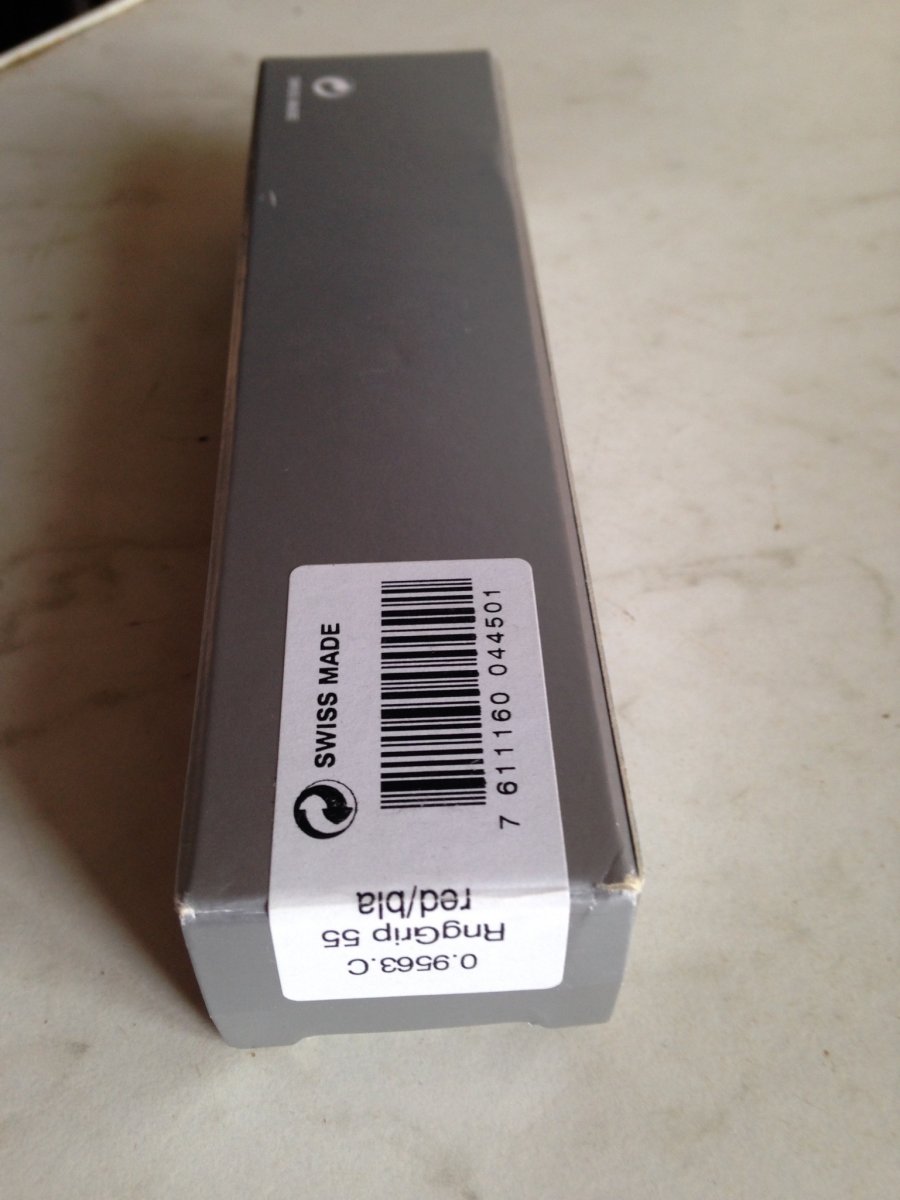 SWISS MADE
7 611160 044501
0.9563.C
RngGrip 55
red/bla